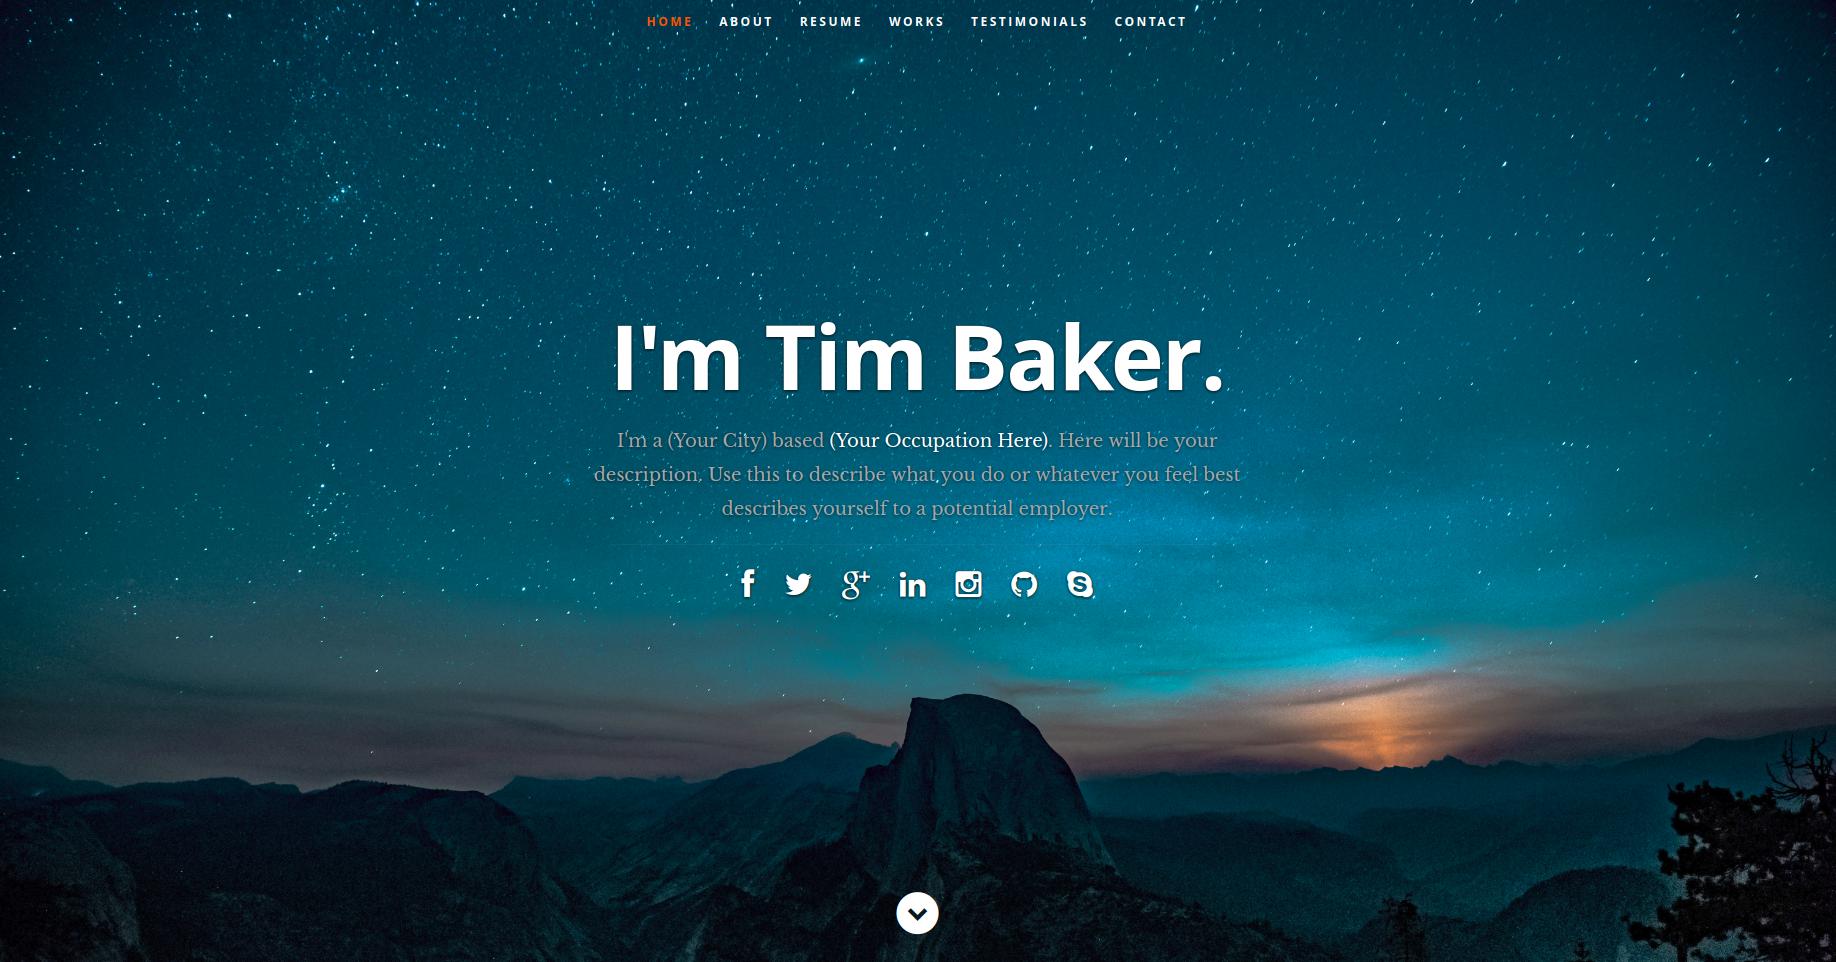 HOME ABOUT RESUME WORKS TESTIMONIALS CONTACT
I'm Tim Baker.
I'm a (Your City) based (Your Occupation Here). Here will be your
description. Use this to describe what you do or whatever you feel best
describes yourself to a potential employer.